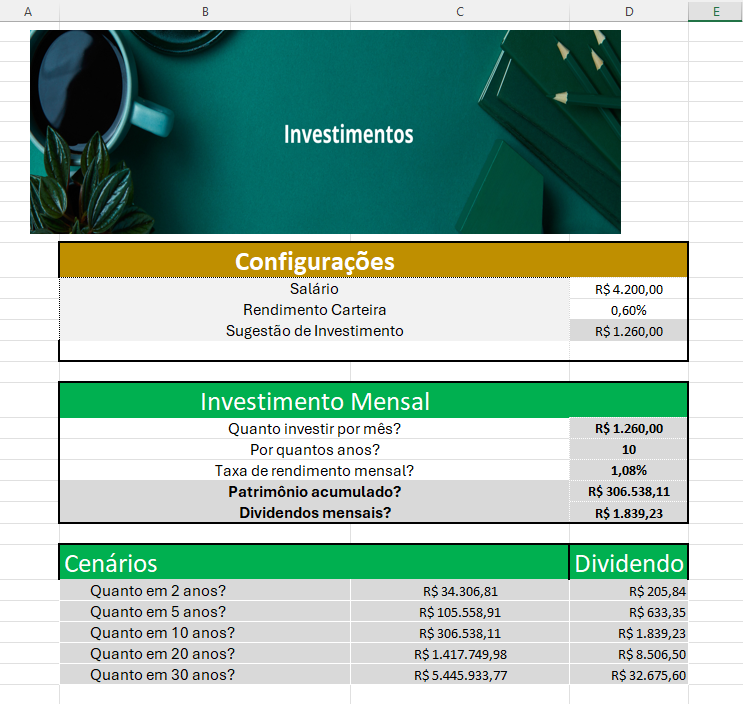 A B C D E
Investimentos
Configurações
Salário R$ 4.200,00
Rendimento Carteira 0,60%
Sugestão de Investimento R$ 1.260,00
Investimento Mensal
Quanto investir por mês? R$ 1.260,00
Por quantos anos? 10
Taxa de rendimento mensal? 1,08%
Patrimônio acumulado? R$ 306.538,11
Dividendos mensais? R$ 1.839,23
Cenários Dividendo
Quanto em 2 anos? R$ 34.306,81 R$ 205,84
Quanto em 5 anos? R$ 105.558,91 R$ 633,35
Quanto em 10 anos? R$ 306.538,11 R$ 1.839,23
Quanto em 20 anos? R$ 1.417.749,98 R$ 8.506,50
Quanto em 30 anos? R$ 5.445.933,77 R$ 32.675,60